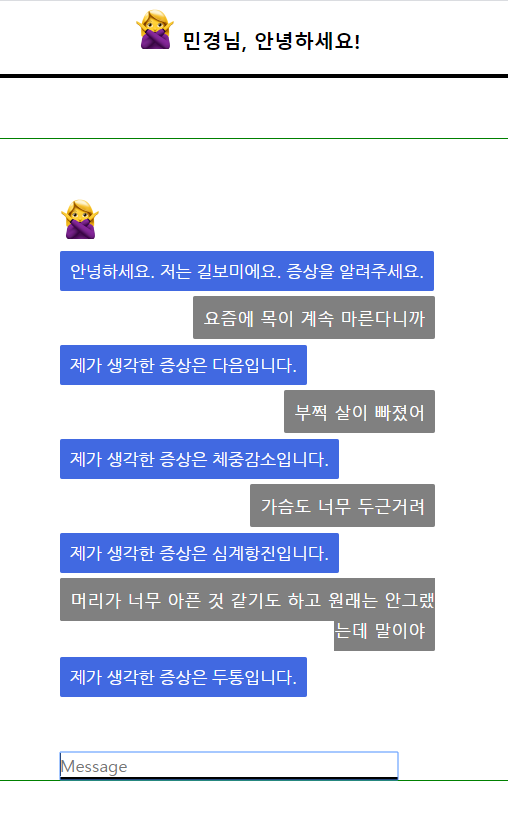 민경님, 안녕하세요!
안녕하세요. 저는 길보미에요. 증상을 알려주세요.
요즘에 목이 계속 마른다니까
제가 생각한 증상은 다음입니다.
부쩍 살이 빠졌어
제가 생각한 증상은 체중감소입니다.
가슴도 너무 두근거려
제가 생각한 증상은 심계항진입니다.
머리가 너무 아픈 것 같기도 하고 원래는 안그랬
는데 말이야
제가 생각한 증상은 두통입니다.
Message